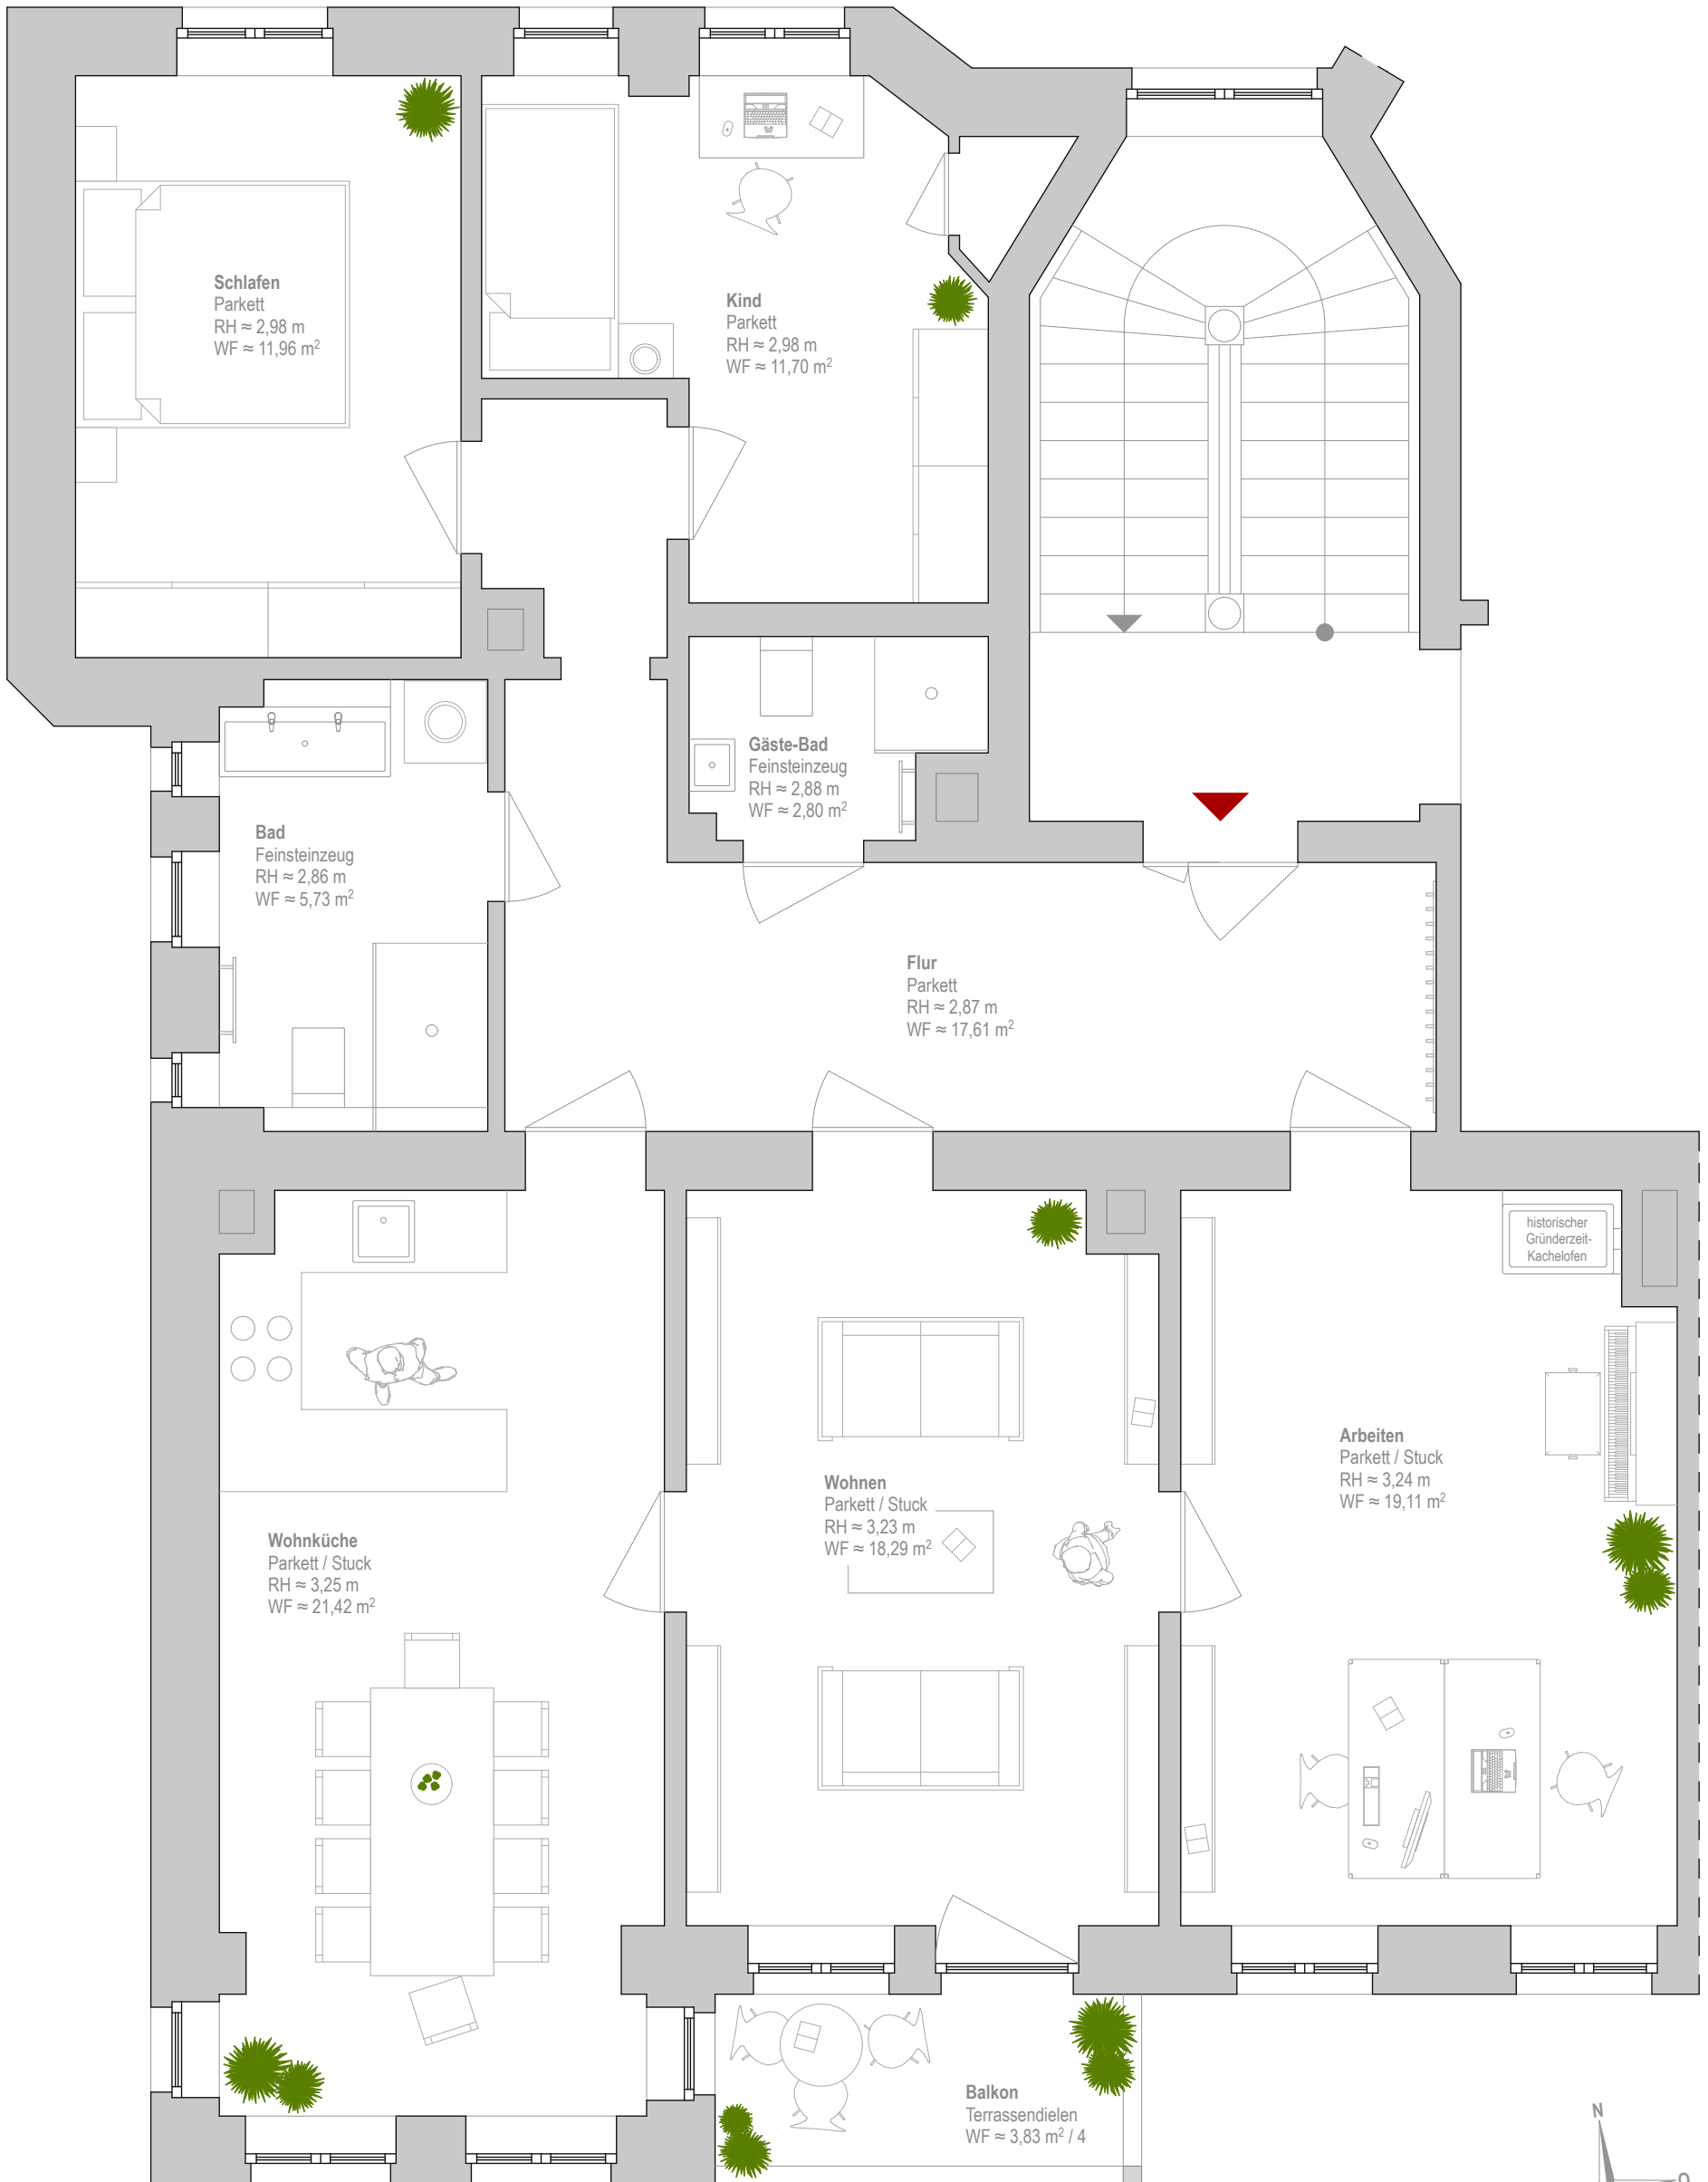 Schlafen
Parkett
RH ≈ 2,98 m
WF ≈ 11,96 m²
Kind
Parkett
RH ≈ 2,98 m
WF ≈ 11,70 m²
Gäste-Bad
Feinsteinzeug
RH ≈ 2,88 m
WF ≈ 2,80 m²
Bad
Feinsteinzeug
RH ≈ 2,86 m
WF ≈ 5,73 m²
Flur
Parkett
RH ≈ 2,87 m
WF ≈ 17,61 m²
historischer
Gründerzeit-
Kachelofen
Arbeiten
Parkett / Stuck
RH ≈ 3,24 m
WF ≈ 19,11 m²
Wohnen
Parkett / Stuck
RH ≈ 3,23 m
WF ≈ 18,29 m²
Wohnküche
Parkett / Stuck
RH ≈ 3,25 m
WF ≈ 21,42 m²
Balkon
Terrassendielen
WF ≈ 3,83 m² / 4
N
O